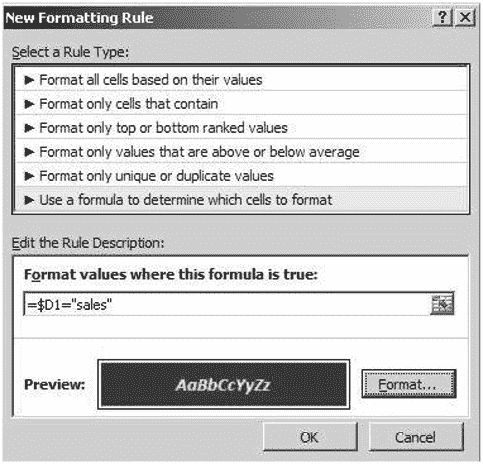 New Formatting Rule
Select a Rule Type:
► Format all cells based on their values
► Format only cells that contain
► Format only top or bottom ranked values
► Format only values that are above or below average
► Format only unique or duplicate values
► Use a formula to determine which cells to format
Edit the Rule Description:
Format values where this formula is true:
=$D1="sales"
Preview:
AaBbCcYyZz
Format...
OK
Cancel